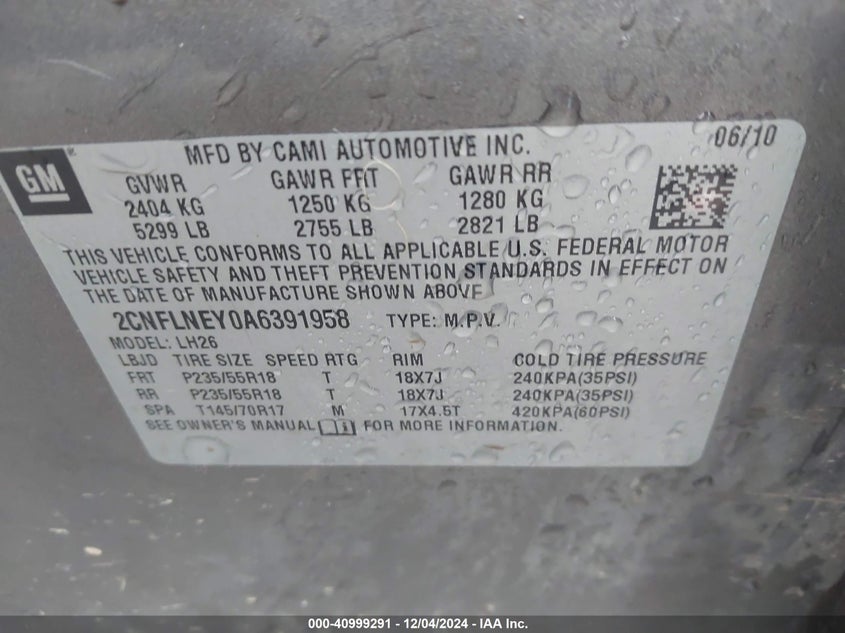 GM
MFD BY CAMI AUTOMOTIVE INC.
06/10
GVWR GAWR FRT GAWR RR
2404 KG 1250 KG 1280 KG
5299 LB 2755 LB 2821 LB
THIS VEHICLE CONFORMS TO ALL APPLICABLE U.S. FEDERAL MOTOR
VEHICLE SAFETY AND THEFT PREVENTION STANDARDS IN EFFECT ON
THE DATE OF MANUFACTURE SHOWN ABOVE
2CNFLNEY0A6391958 TYPE: M.P.V.
MODEL: LH26
LBJD TIRE SIZE SPEED RTG RIM COLD TIRE PRESSURE
FRT P235/55R18 T 18X7J 240KPA(35PSI)
RR P235/55R18 T 18X7J 240KPA(35PSI)
SPA T145/70R17 M 17X4.5T 420KPA(60PSI)
SEE OWNER'S MANUAL FOR MORE INFORMATION.
000-40999291 - 12/04/2024 - IAA Inc.